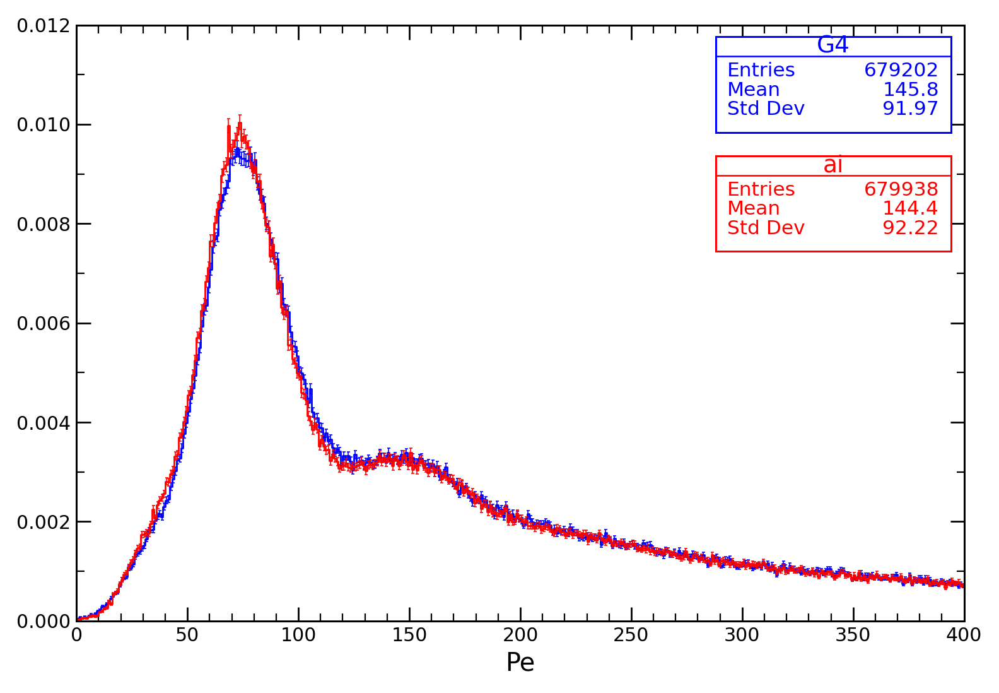 0.012
0.010
0.008
0.006
0.004
0.002
0.000
G4
Entries 679202
Mean 145.8
Std Dev 91.97
ai
Entries 679938
Mean 144.4
Std Dev 92.22
0 50 100 150 200 250 300 350 400
Pe